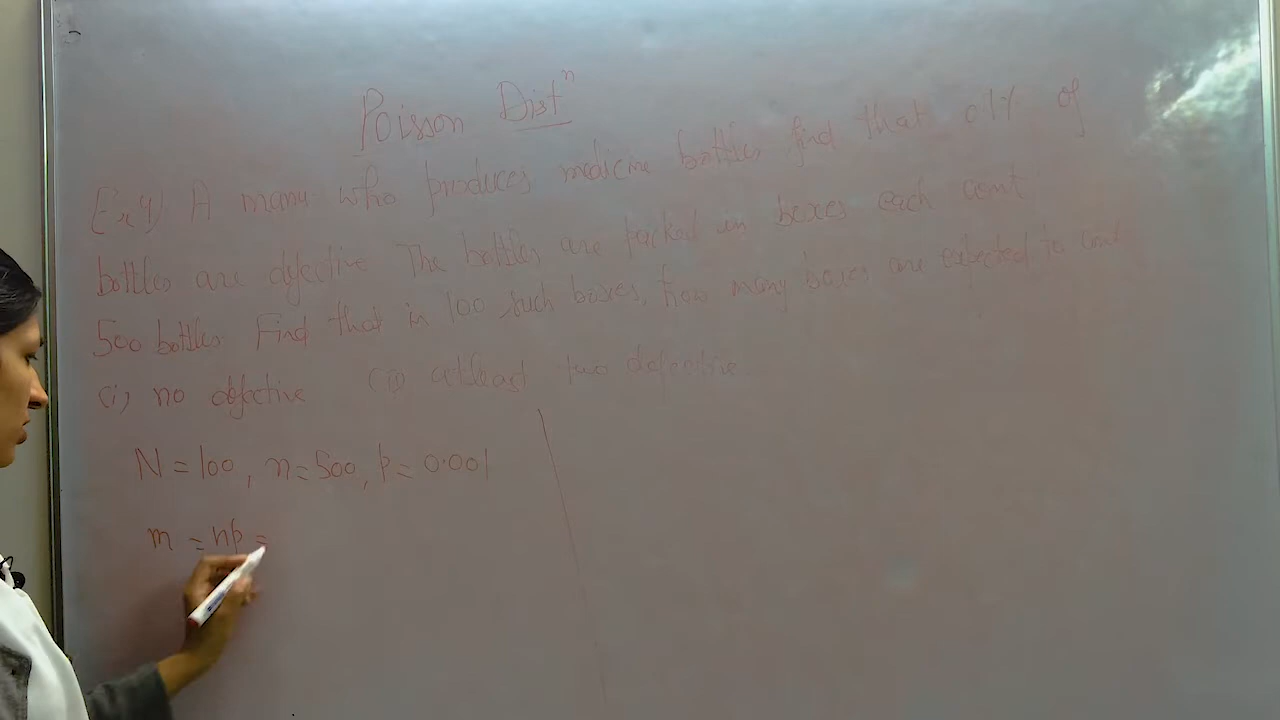 Poisson Distⁿ
Ex 4) A manu. who produces medicine bottles find that 0.1% of
bottles are defective The bottles are packed in boxes each cont.
500 bottles Find that in 100 such boxes, how many boxes are expected to cont.
(i) no defective (ii) atleast two defective
N = 100, n = 500, p = 0.001
m = np =